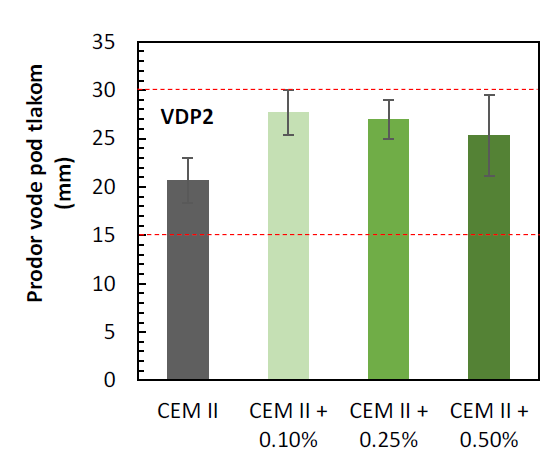 Prodor vode pod tlakom
(mm)
35
30
25
20
15
10
5
0
VDP2
CEM II
CEM II +
0.10%
CEM II +
0.25%
CEM II +
0.50%